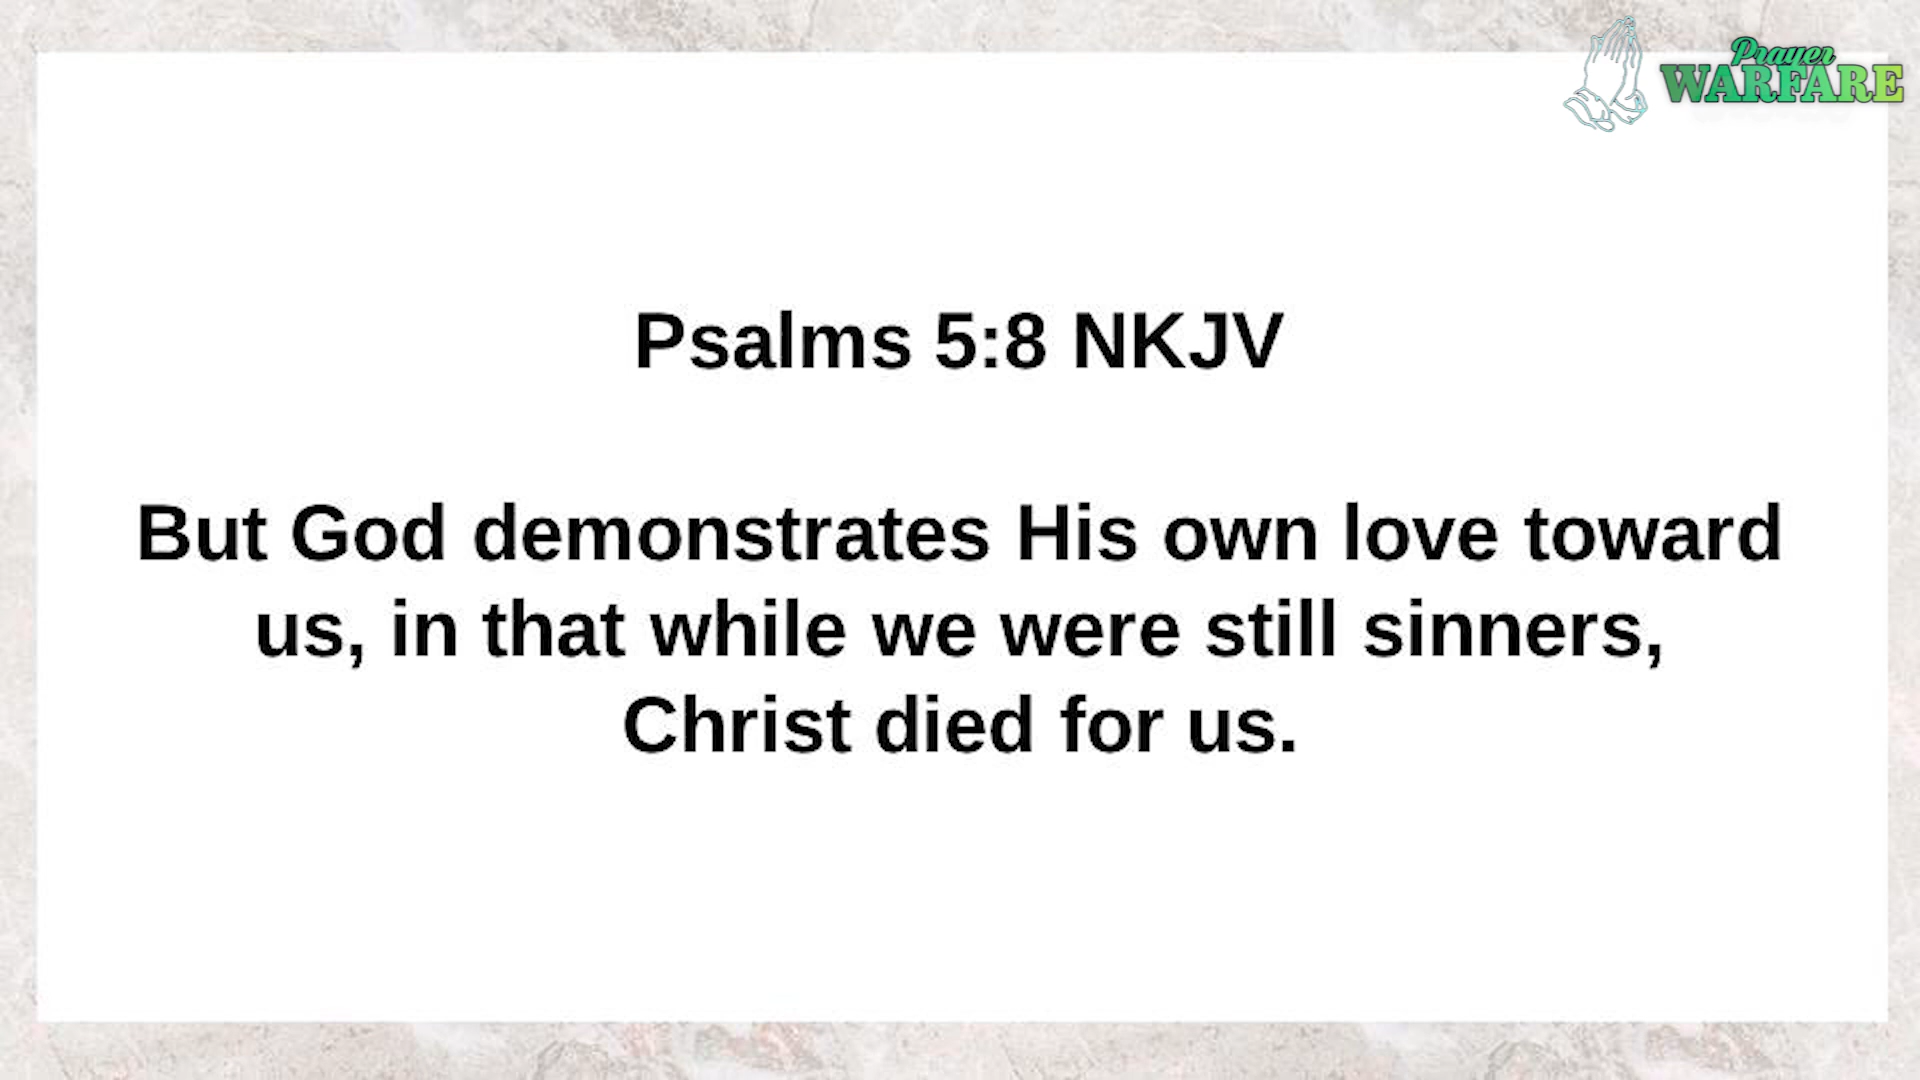 Prayer
WARFARE
Psalms 5:8 NKJV
But God demonstrates His own love toward
us, in that while we were still sinners,
Christ died for us.